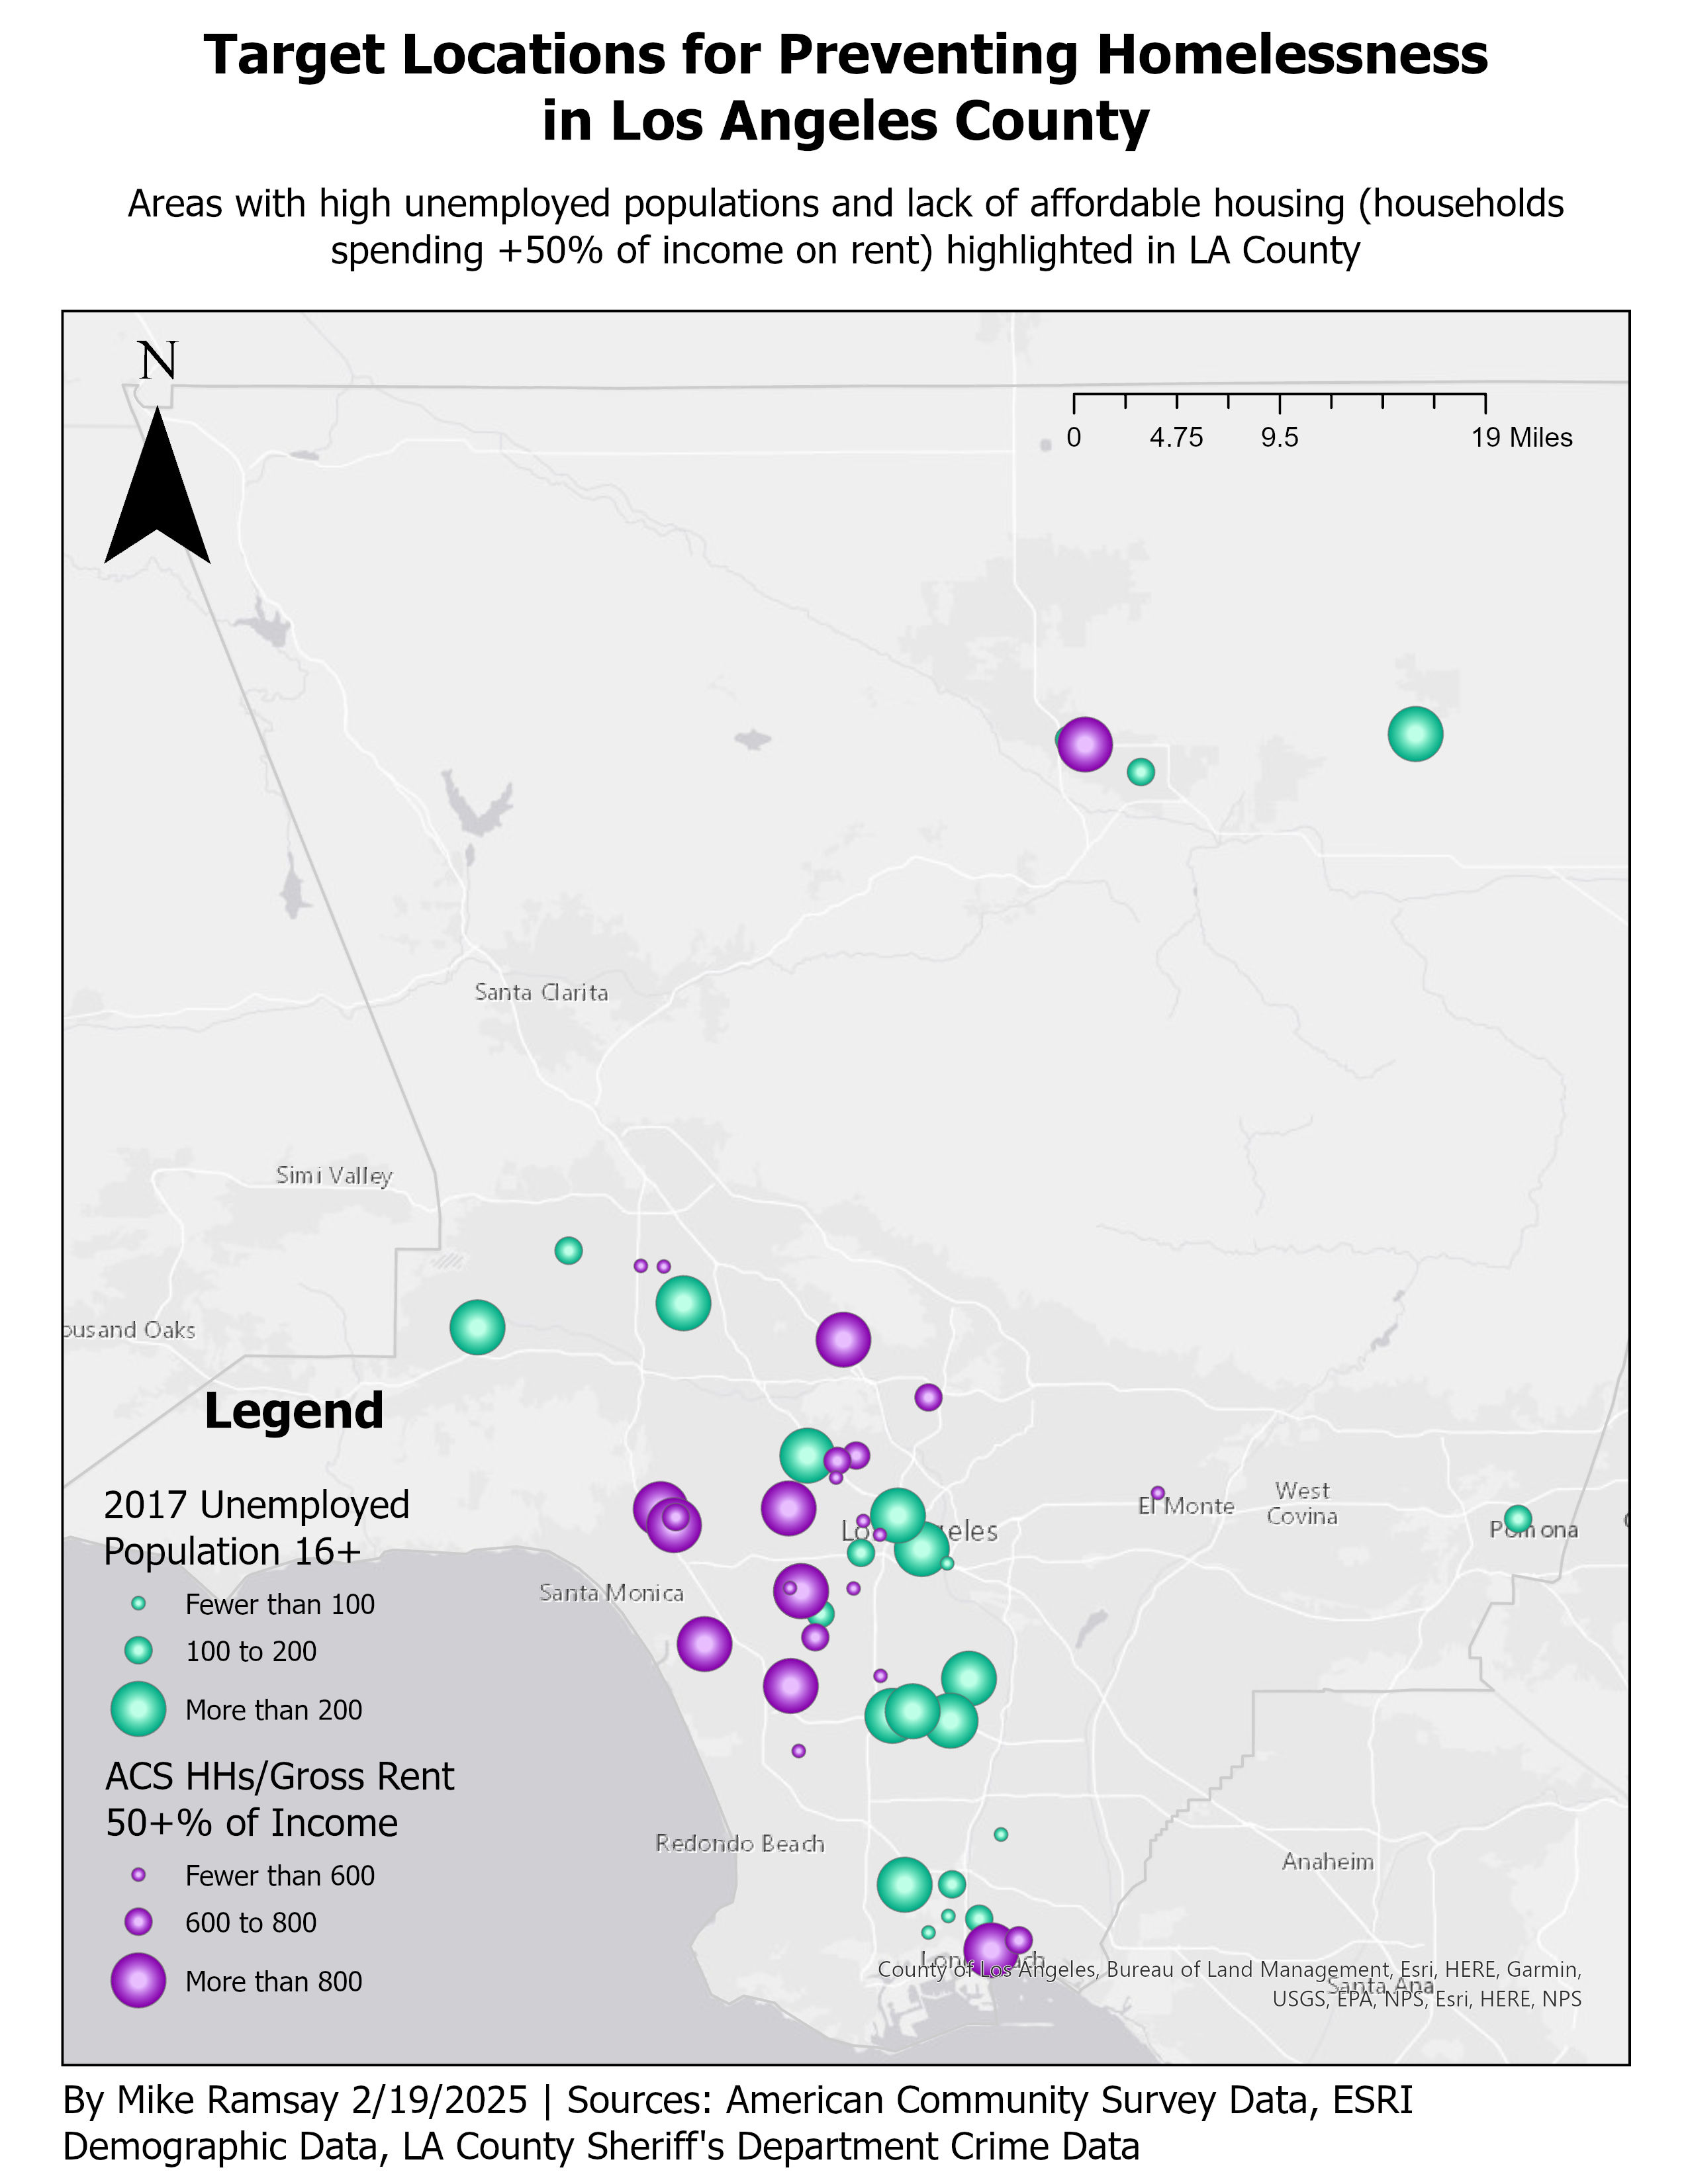 Target Locations for Preventing Homelessness
in Los Angeles County
Areas with high unemployed populations and lack of affordable housing (households
spending +50% of income on rent) highlighted in LA County
N
0 4.75 9.5 19 Miles
Santa Clarita
Simi Valley
ousand Oaks
Legend
2017 Unemployed
Population 16+
Fewer than 100
100 to 200
More than 200
ACS HHs/Gross Rent
50+% of Income
Fewer than 600
600 to 800
More than 800
El Monte
West
Covina
Pomona
Lo eles
Santa Monica
Redondo Beach
Anaheim
Lon ch
Santa Ana
County of Los Angeles, Bureau of Land Management, Esri, HERE, Garmin,
USGS, EPA, NPS, Esri, HERE, NPS
By Mike Ramsay 2/19/2025 | Sources: American Community Survey Data, ESRI
Demographic Data, LA County Sheriff's Department Crime Data